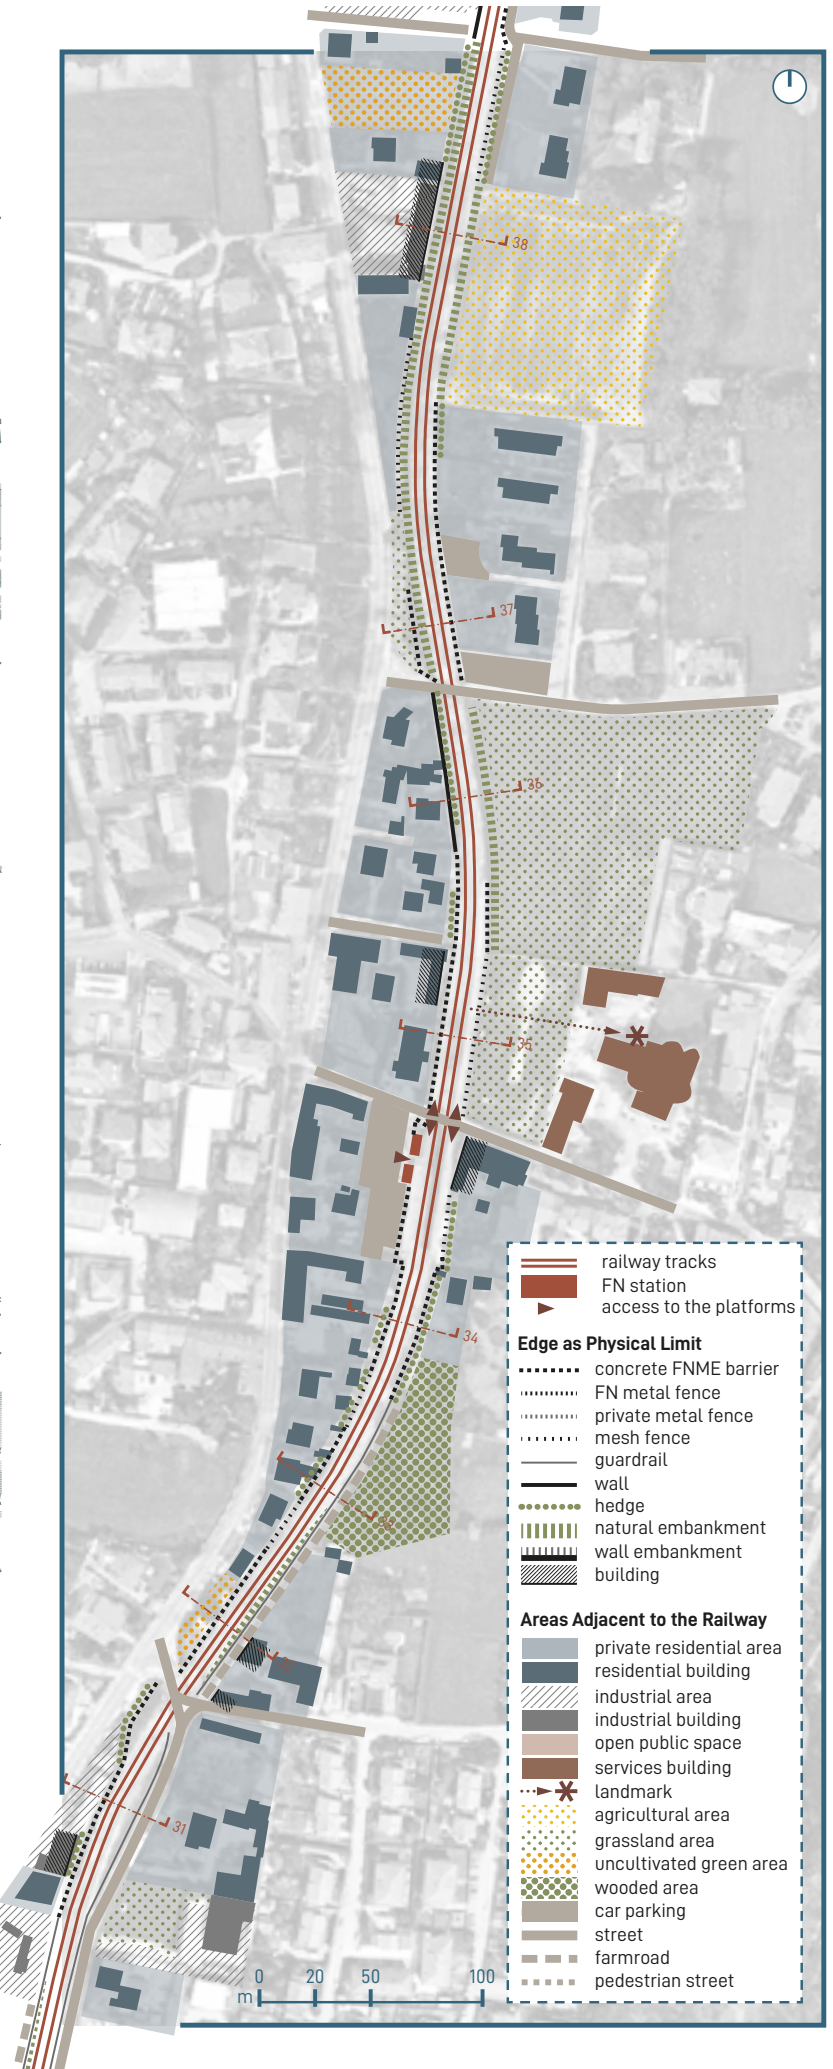 38
37
36
35
34
33
31
railway tracks
FN station
access to the platforms
Edge as Physical Limit
concrete FNME barrier
FN metal fence
private metal fence
mesh fence
guardrail
wall
hedge
natural embankment
wall embankment
building
Areas Adjacent to the Railway
private residential area
residential building
industrial area
industrial building
open public space
services building
landmark
agricultural area
grassland area
uncultivated green area
wooded area
car parking
street
farmroad
pedestrian street
0 20 50 100
m